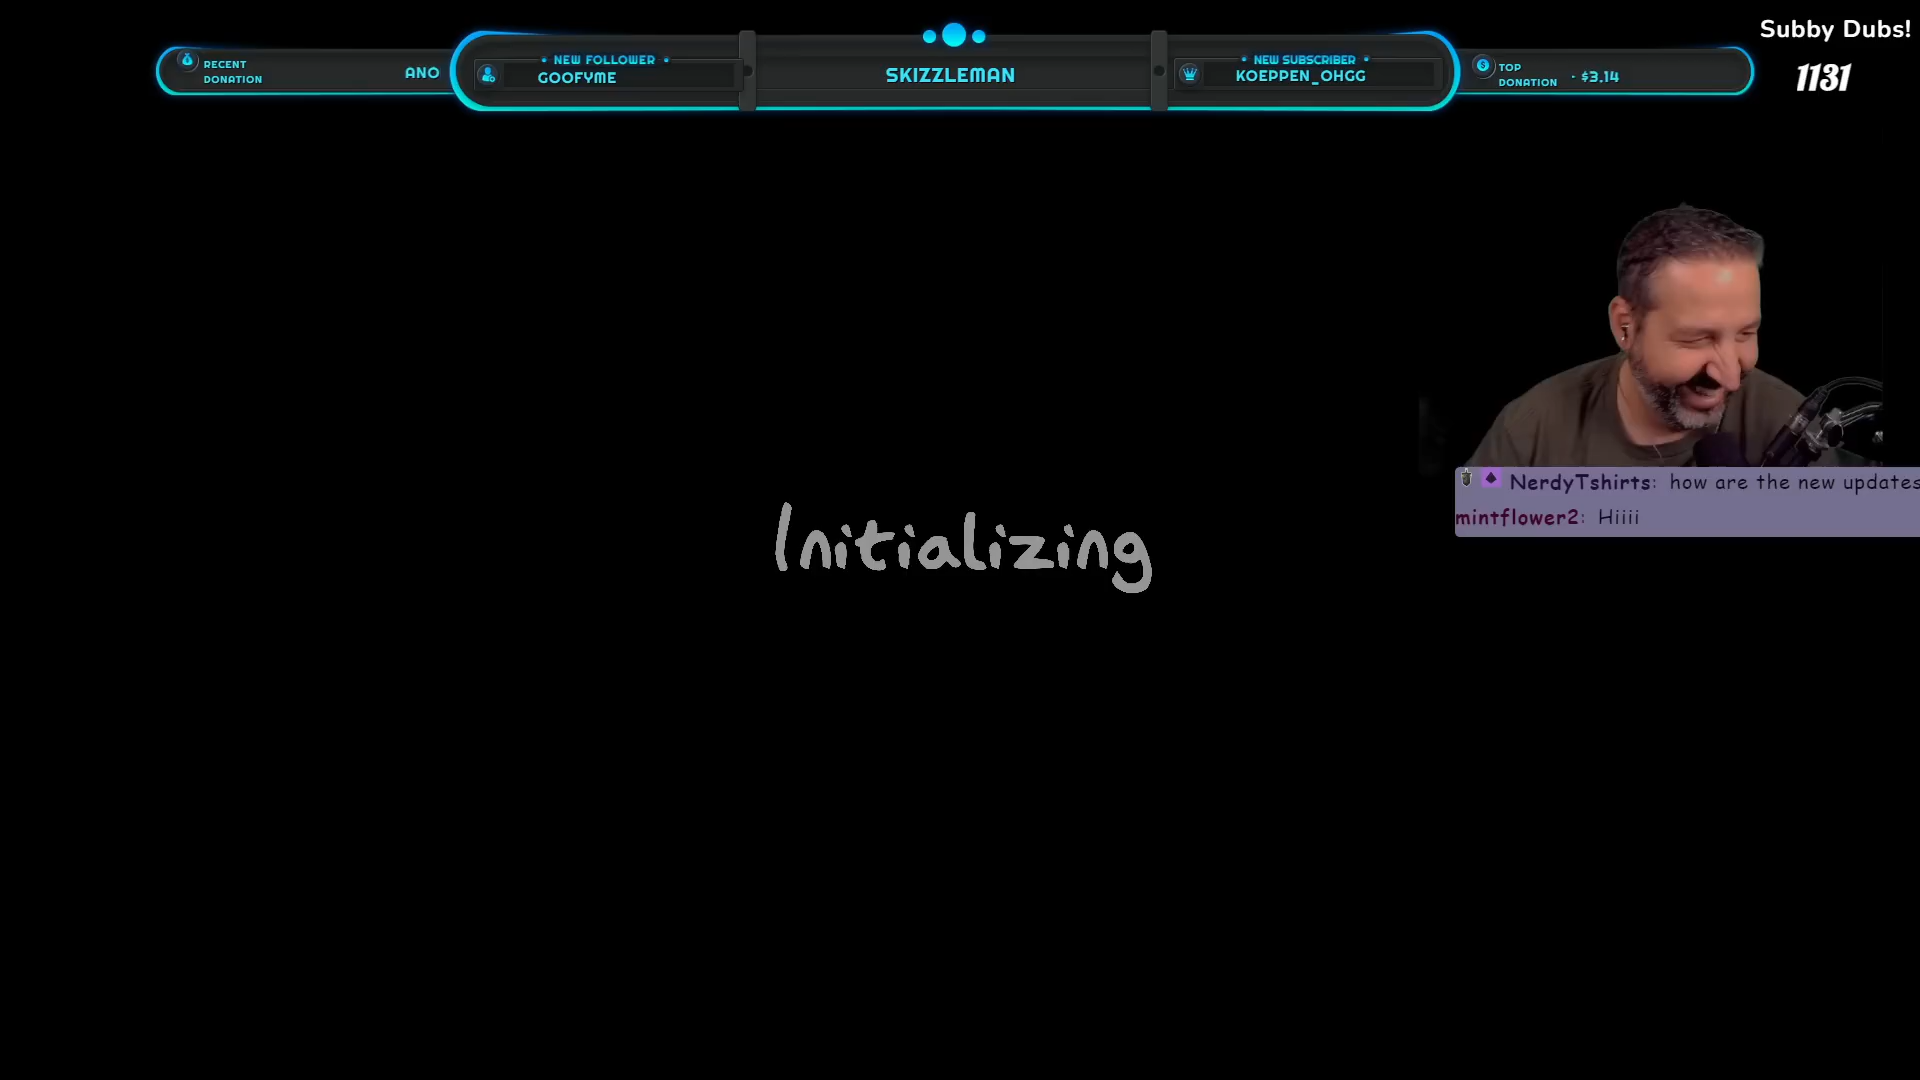 Subby Dubs!
1131
RECENT
DONATION
ANO
NEW FOLLOWER
GOOFYME
SKIZZLEMAN
NEW SUBSCRIBER
KOEPPEN_OHGG
TOP
DONATION
- $3.14
NerdyTshirts: how are the new updates
mintflower2: Hiiii
Initializing